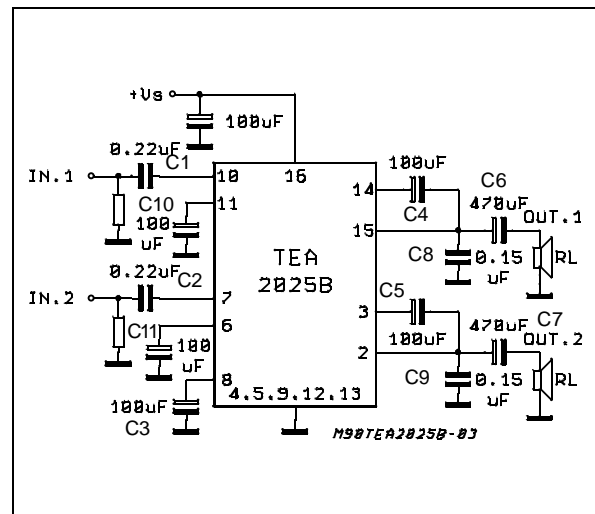 +Vs
100uF
0.22uF
C1
IN.1
10
16
C10
11
100
uF
TEA
2025B
0.22uF
C2
IN.2
7
C11
6
100
uF
8
100uF
C3
4.5.9.12.13
100uF
14
C4
C6
470uF
OUT.1
15
C8
0.15
uF
RL
C5
3
100uF
470uF
C7
OUT.2
2
C9
0.15
uF
RL
M90TEA2025B-03